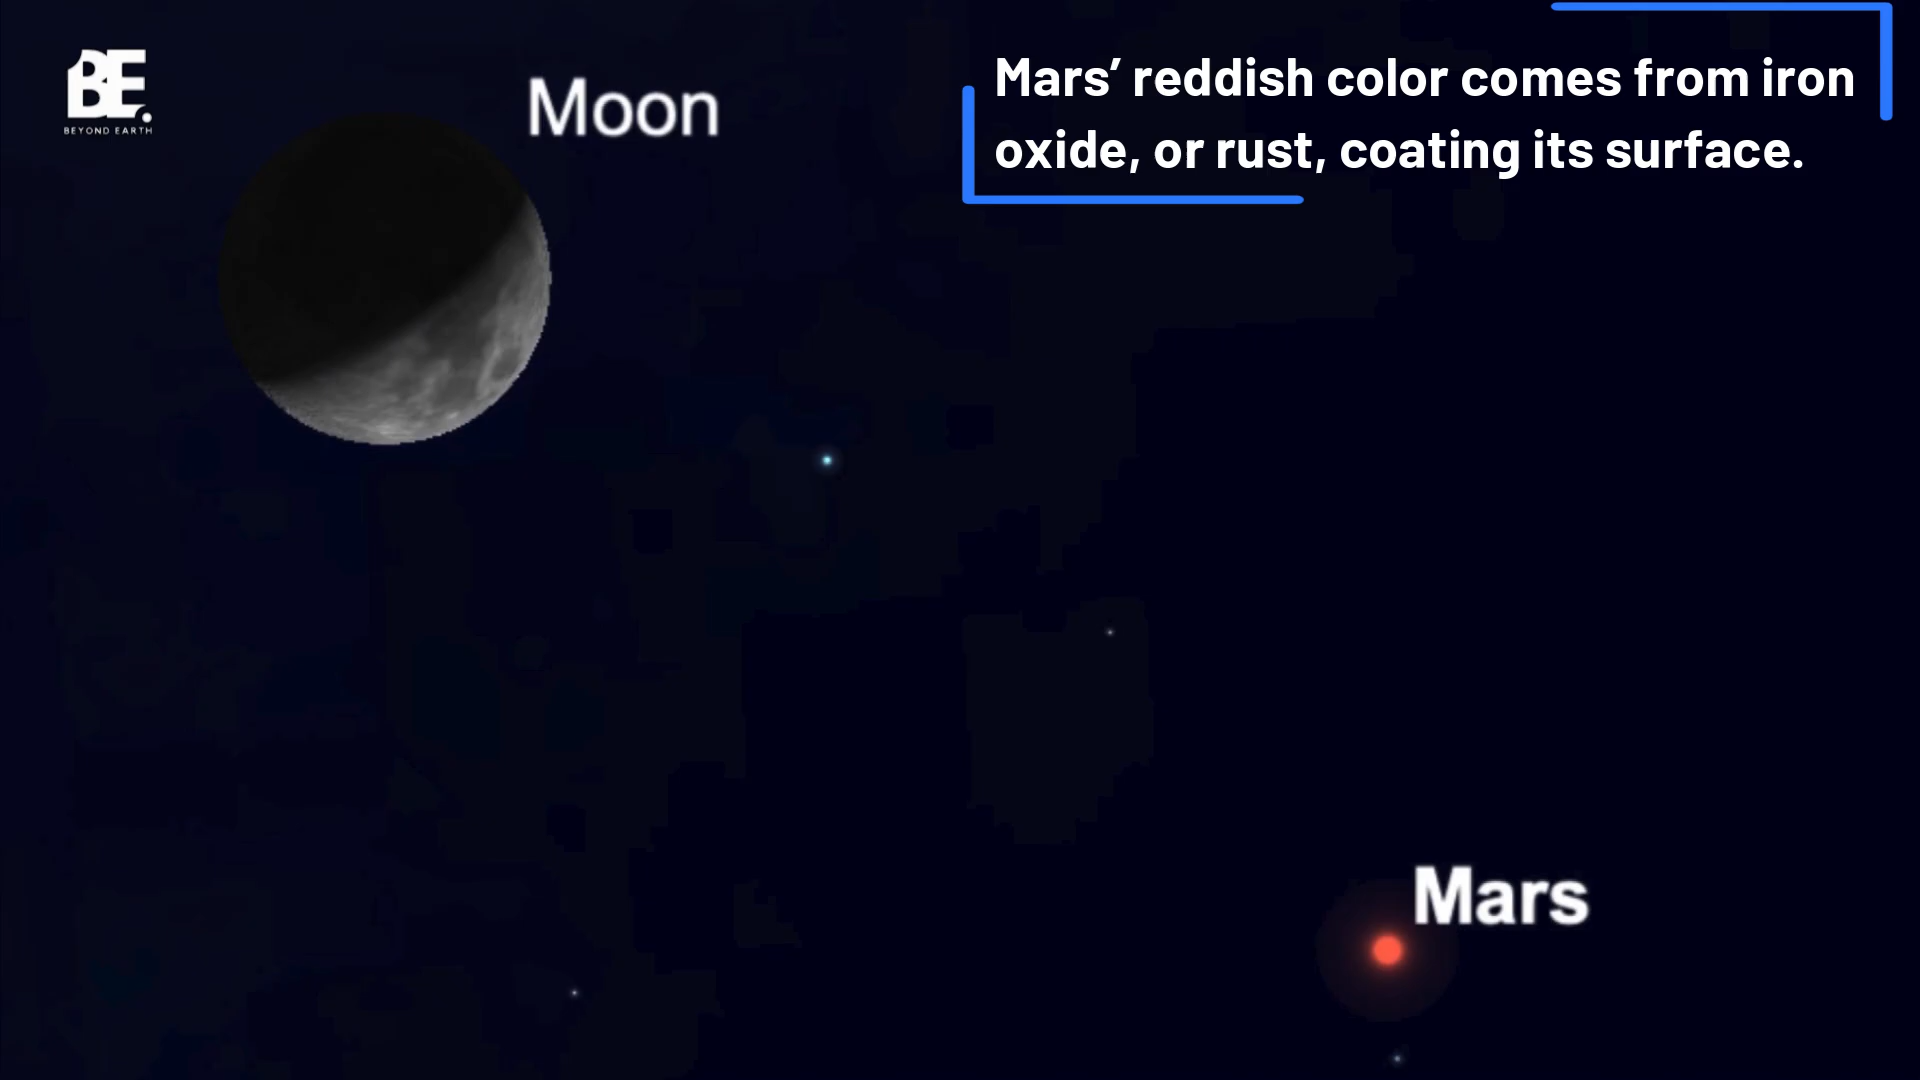 BE.
BEYOND EARTH
Moon
Mars’ reddish color comes from iron
oxide, or rust, coating its surface.
Mars